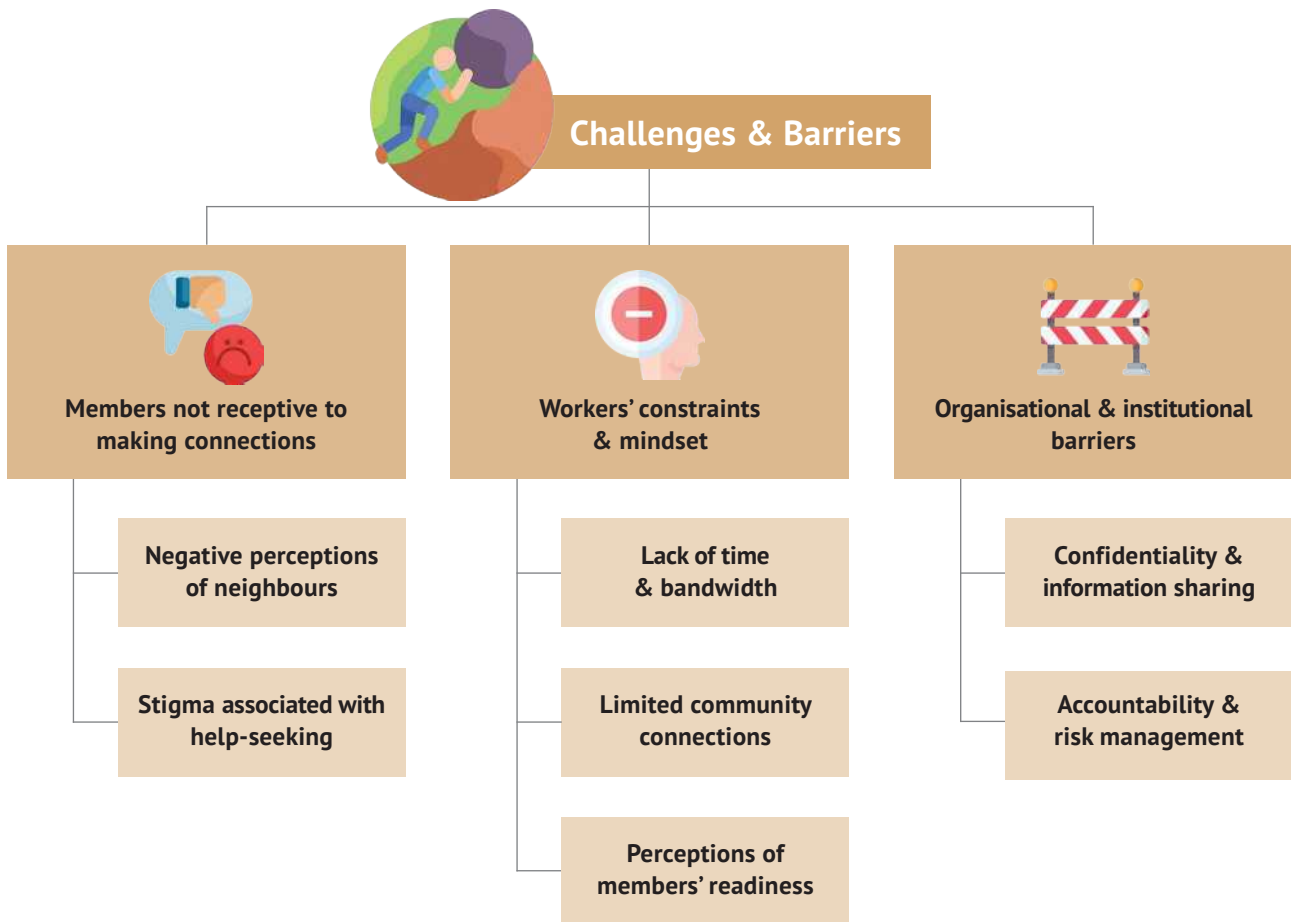 Challenges & Barriers
Members not receptive to
making connections
Negative perceptions
of neighbours
Stigma associated with
help-seeking
Workers’ constraints
& mindset
Lack of time
& bandwidth
Limited community
connections
Perceptions of
members’ readiness
Organisational & institutional
barriers
Confidentiality &
information sharing
Accountability &
risk management